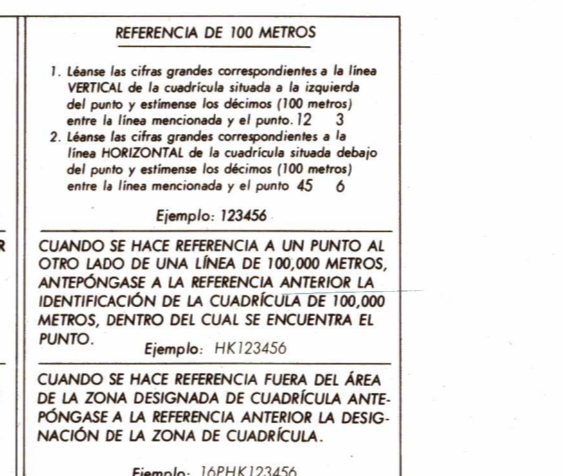 REFERENCIA DE 100 METROS
1. Léanse las cifras grandes correspondientes a la línea
VERTICAL de la cuadrícula situada a la izquierda
del punto y estímense los décimos (100 metros)
entre la línea mencionada y el punto. 12 3
2. Léanse las cifras grandes correspondientes a la
línea HORIZONTAL de la cuadrícula situada debajo
del punto y estímense los décimos (100 metros)
entre la línea mencionada y el punto 45 6
Ejemplo: 123456
R
CUANDO SE HACE REFERENCIA A UN PUNTO AL
OTRO LADO DE UNA LÍNEA DE 100,000 METROS,
ANTEPÓNGASE A LA REFERENCIA ANTERIOR LA
IDENTIFICACIÓN DE LA CUADRÍCULA DE 100,000
METROS, DENTRO DEL CUAL SE ENCUENTRA EL
PUNTO.
Ejemplo: HK123456
CUANDO SE HACE REFERENCIA FUERA DEL ÁREA
DE LA ZONA DESIGNADA DE CUADRÍCULA ANTE-
PÓNGASE A LA REFERENCIA ANTERIOR LA DESIG-
NACIÓN DE LA ZONA DE CUADRÍCULA.
Ejemplo: 16PHK123456